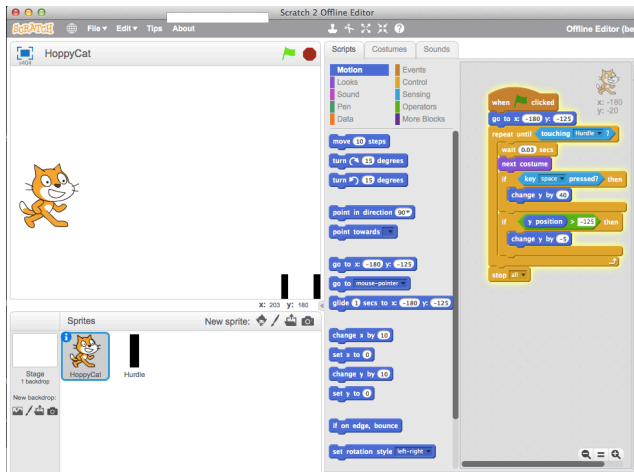 Scratch 2 Offline Editor
SCRATCH File▾ Edit▾ Tips About
Offline Editor (be
HoppyCat
v404
X: 203 y: 180
Sprites New sprite:
Stage
1 backdrop
New backdrop:
HoppyCat
Hurdle
Scripts Costumes Sounds
Motion Events
Looks Control
Sound Sensing
Pen Operators
Data More Blocks
move 10 steps
turn 15 degrees
turn 15 degrees
point in direction 90▾
point towards
go to x: -180 y: -125
go to mouse-pointer
glide 1 secs to x: -180 y: -125
change x by 10
set x to 0
change y by 10
set y to 0
if on edge, bounce
set rotation style left-right
x: -180
y: -20
when clicked
go to x: -180 y: -125
repeat until touching Hurdle ?
wait 0.03 secs
next costume
if key space pressed? then
change y by 40
if y position > -125 then
change y by -5
stop all